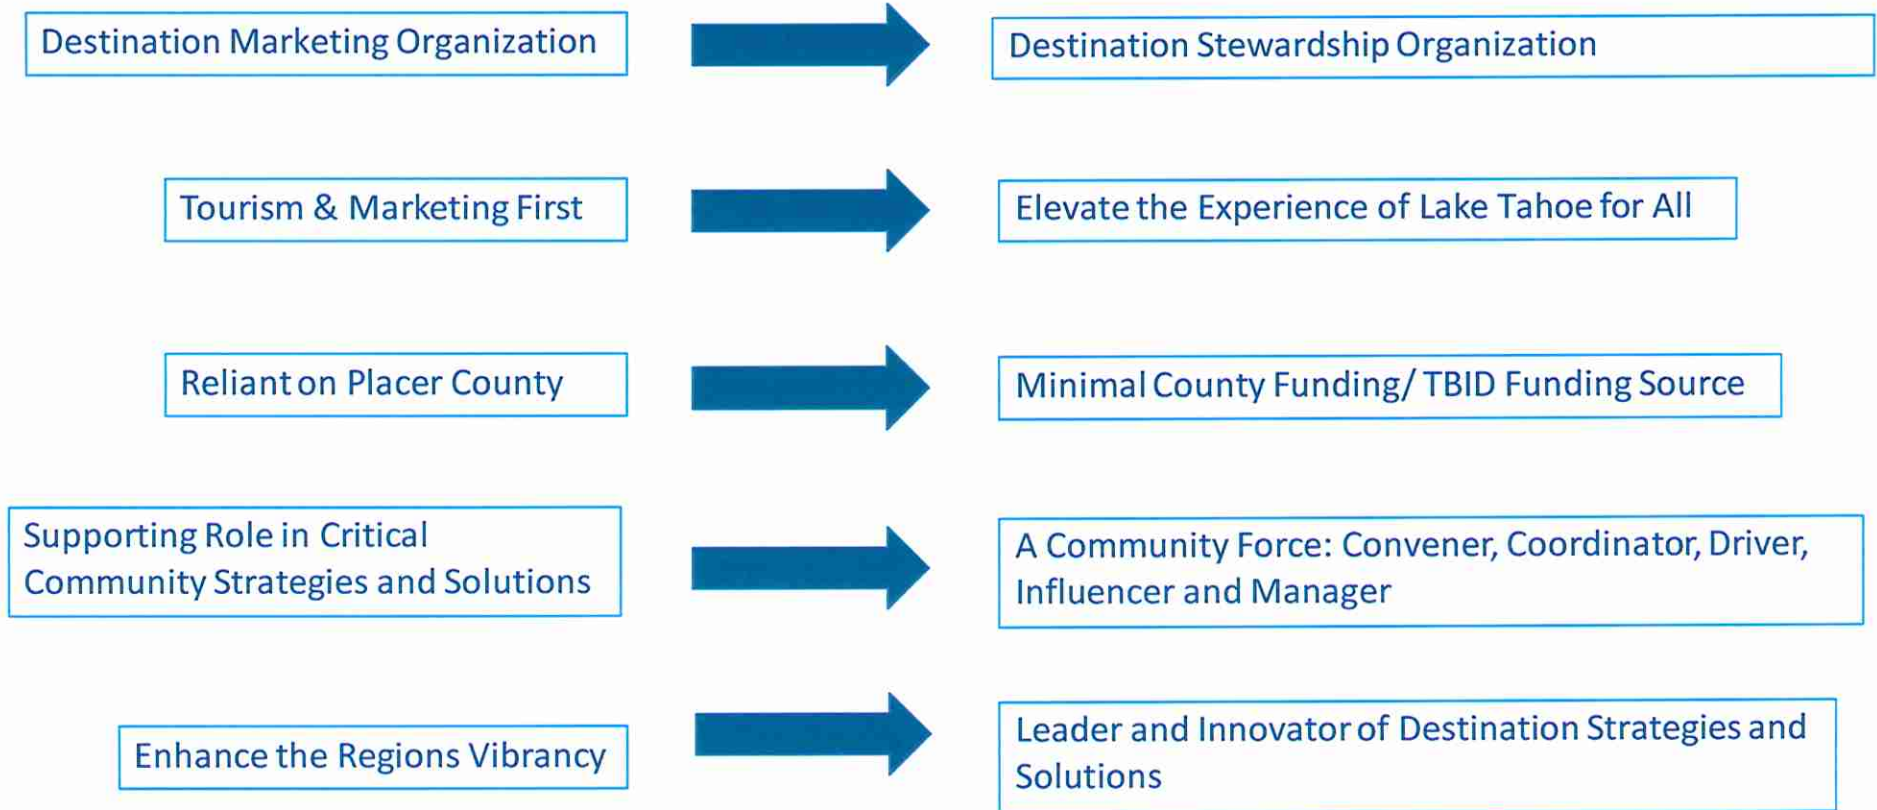 Destination Marketing Organization
Destination Stewardship Organization
Tourism & Marketing First
Elevate the Experience of Lake Tahoe for All
Reliant on Placer County
Minimal County Funding/ TBID Funding Source
Supporting Role in Critical
Community Strategies and Solutions
A Community Force: Convener, Coordinator, Driver,
Influencer and Manager
Enhance the Regions Vibrancy
Leader and Innovator of Destination Strategies and
Solutions